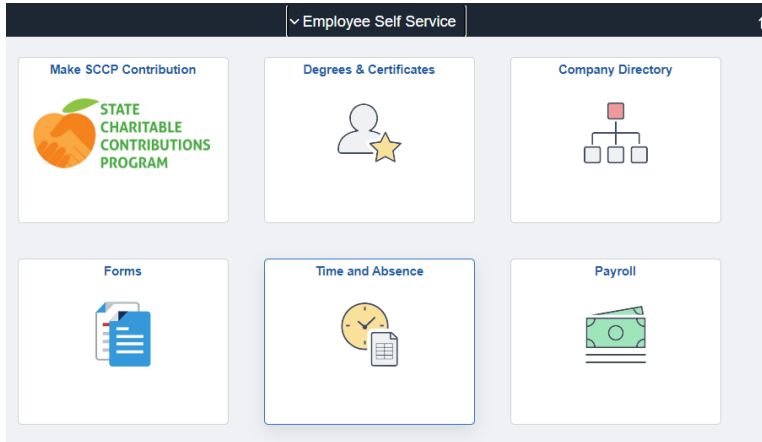 Employee Self Service
Make SCCP Contribution
STATE
CHARITABLE
CONTRIBUTIONS
PROGRAM
Degrees & Certificates
Company Directory
Forms
Time and Absence
Payroll